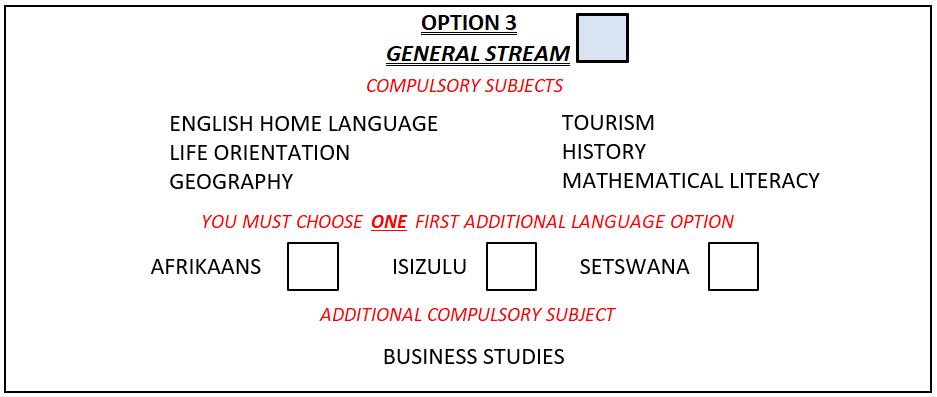 OPTION 3
GENERAL STREAM
COMPULSORY SUBJECTS
ENGLISH HOME LANGUAGE
LIFE ORIENTATION
GEOGRAPHY
TOURISM
HISTORY
MATHEMATICAL LITERACY
YOU MUST CHOOSE ONE FIRST ADDITIONAL LANGUAGE OPTION
AFRIKAANS ISIZULU SETSWANA
ADDITIONAL COMPULSORY SUBJECT
BUSINESS STUDIES